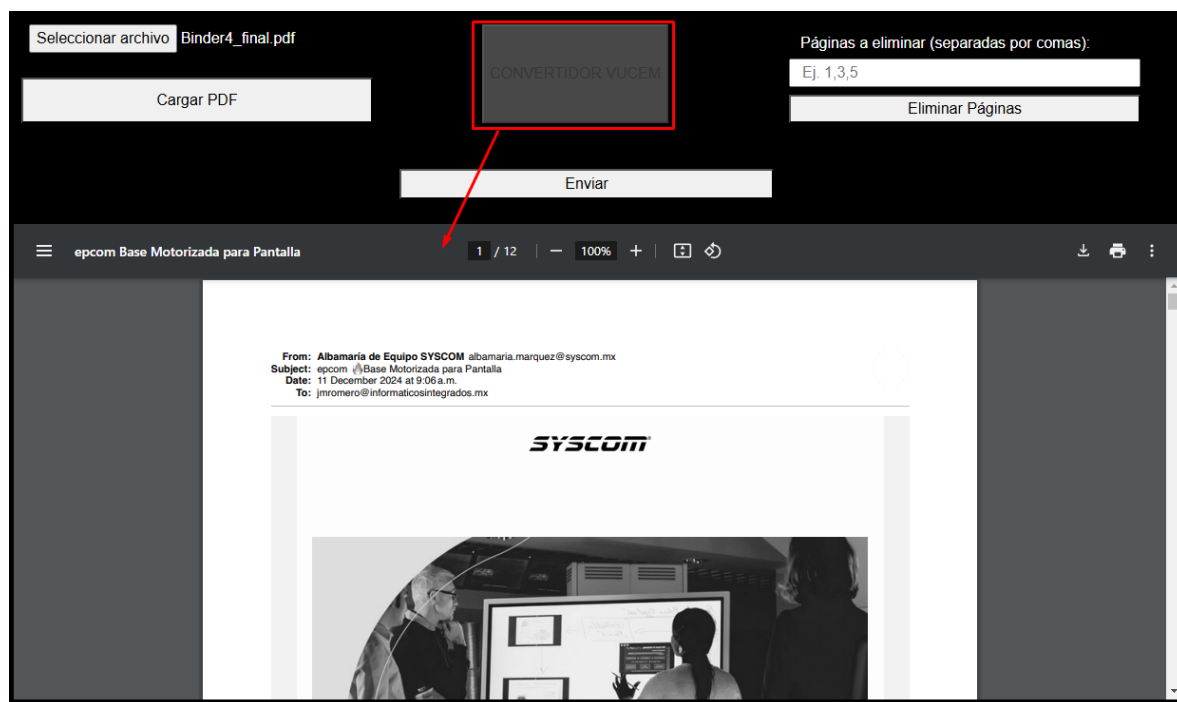 Seleccionar archivo Binder4_final.pdf
Cargar PDF
CONVERTIDOR VUCEM
Páginas a eliminar (separadas por comas):
Ej. 1,3,5
Eliminar Páginas
Enviar
epcom Base Motorizada para Pantalla
1 / 12
100%
From: Albamaría de Equipo SYSCOM albamaria.marquez@syscom.mx
Subject: epcom 🔥Base Motorizada para Pantalla
Date: 11 December 2024 at 9:06 a.m.
To: jmromero@informaticosintegrados.mx
SYSCOM